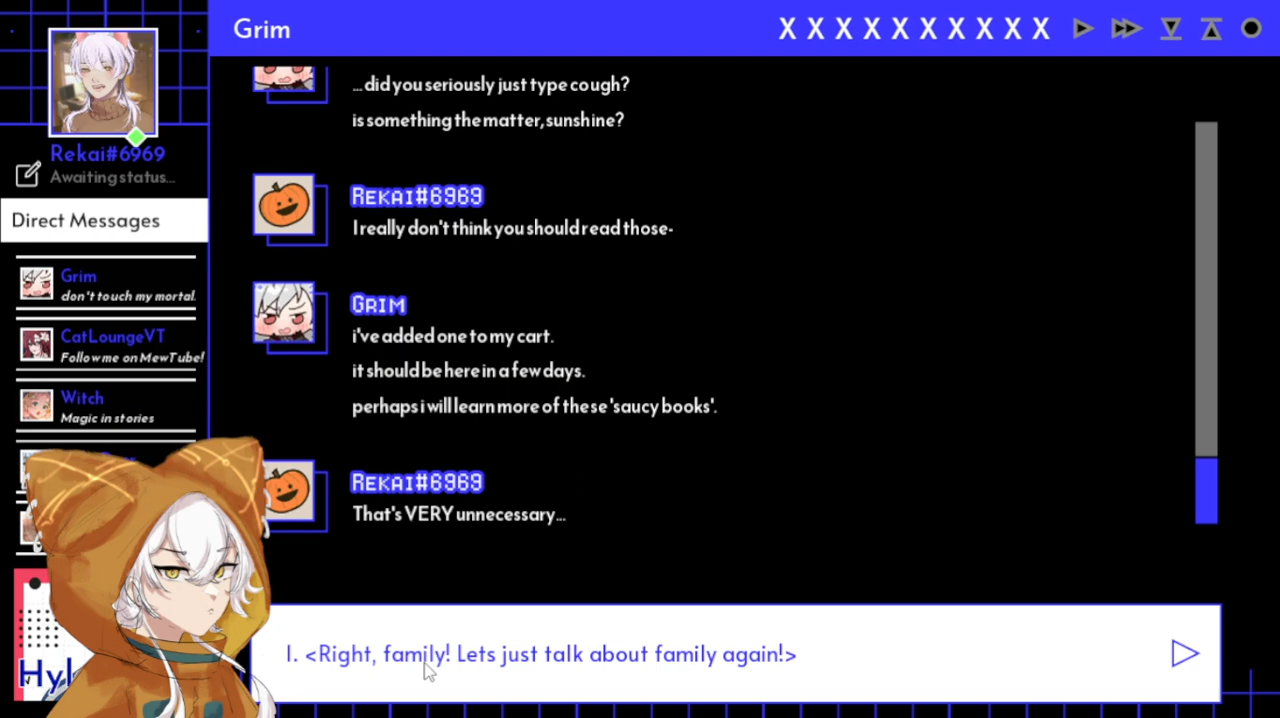 Grim
X X X X X X X X X X
Rekai#6969
Awaiting status...
Direct Messages
Grim
don't touch my mortal.
CatLoungeVT
Follow me on MewTube!
Witch
Magic in stories
...did you seriously just type cough?
is something the matter, sunshine?
Rekai#6969
I really don't think you should read those-
Grim
i've added one to my cart.
it should be here in a few days.
perhaps i will learn more of these 'saucy books'.
Rekai#6969
That's VERY unnecessary...
1. <Right, family! Lets just talk about family again!>